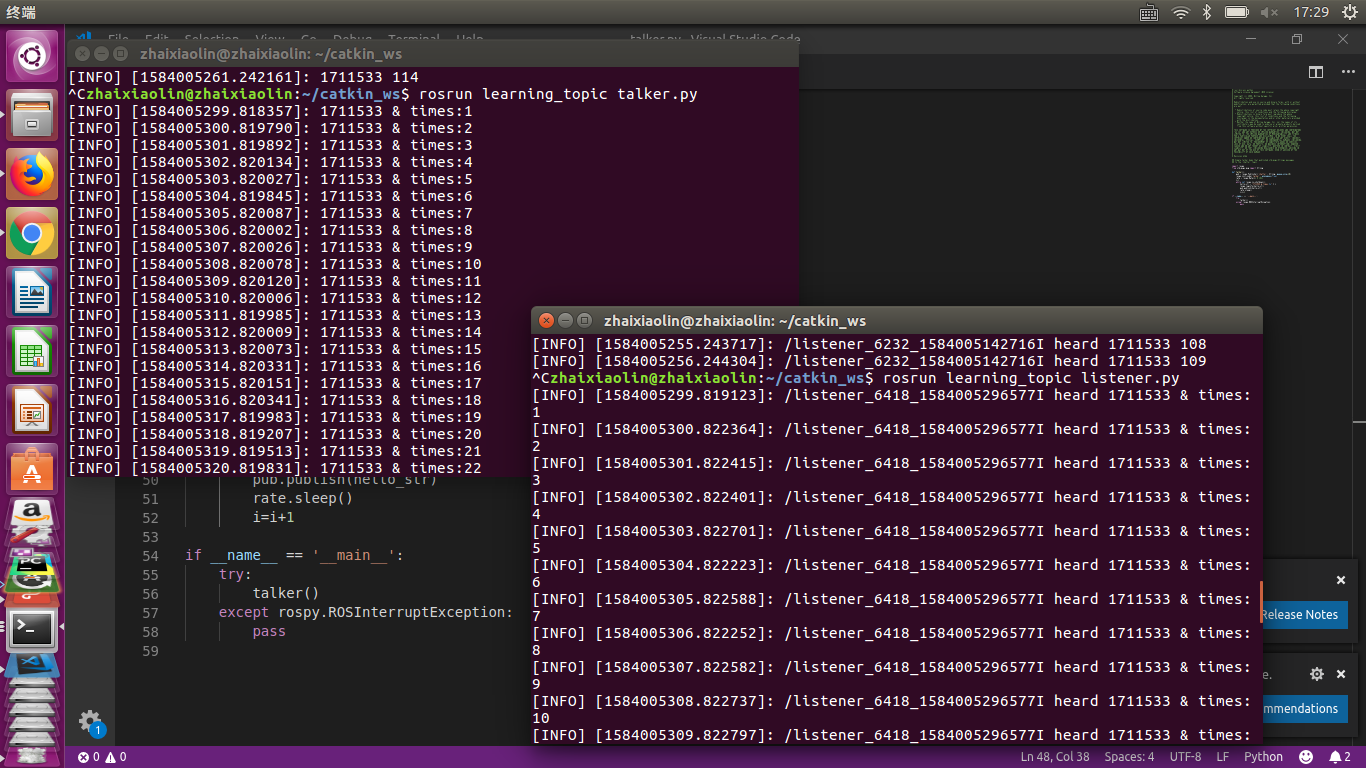 终端
17:29
File Edit Selection View Go Debug Terminal Help
talker.py - Visual Studio Code
zhaixiaolin@zhaixiaolin: ~/catkin_ws
[INFO] [1584005261.242161]: 1711533 114
^Czhaixiaolin@zhaixiaolin:~/catkin_ws$ rosrun learning_topic talker.py
[INFO] [1584005299.818357]: 1711533 & times:1
[INFO] [1584005300.819790]: 1711533 & times:2
[INFO] [1584005301.819892]: 1711533 & times:3
[INFO] [1584005302.820134]: 1711533 & times:4
[INFO] [1584005303.820027]: 1711533 & times:5
[INFO] [1584005304.819845]: 1711533 & times:6
[INFO] [1584005305.820087]: 1711533 & times:7
[INFO] [1584005306.820002]: 1711533 & times:8
[INFO] [1584005307.820026]: 1711533 & times:9
[INFO] [1584005308.820078]: 1711533 & times:10
[INFO] [1584005309.820120]: 1711533 & times:11
[INFO] [1584005310.820006]: 1711533 & times:12
[INFO] [1584005311.819985]: 1711533 & times:13
[INFO] [1584005312.820009]: 1711533 & times:14
[INFO] [1584005313.820073]: 1711533 & times:15
[INFO] [1584005314.820331]: 1711533 & times:16
[INFO] [1584005315.820151]: 1711533 & times:17
[INFO] [1584005316.820341]: 1711533 & times:18
[INFO] [1584005317.819983]: 1711533 & times:19
[INFO] [1584005318.819207]: 1711533 & times:20
[INFO] [1584005319.819513]: 1711533 & times:21
[INFO] [1584005320.819831]: 1711533 & times:22
zhaixiaolin@zhaixiaolin: ~/catkin_ws
[INFO] [1584005255.243717]: /listener_6232_1584005142716I heard 1711533 108
[INFO] [1584005256.244304]: /listener_6232_1584005142716I heard 1711533 109
^Czhaixiaolin@zhaixiaolin:~/catkin_ws$ rosrun learning_topic listener.py
[INFO] [1584005299.819123]: /listener_6418_1584005296577I heard 1711533 & times:
1
[INFO] [1584005300.822364]: /listener_6418_1584005296577I heard 1711533 & times:
2
[INFO] [1584005301.822415]: /listener_6418_1584005296577I heard 1711533 & times:
3
[INFO] [1584005302.822401]: /listener_6418_1584005296577I heard 1711533 & times:
4
[INFO] [1584005303.822701]: /listener_6418_1584005296577I heard 1711533 & times:
5
[INFO] [1584005304.822223]: /listener_6418_1584005296577I heard 1711533 & times:
6
[INFO] [1584005305.822588]: /listener_6418_1584005296577I heard 1711533 & times:
7
[INFO] [1584005306.822252]: /listener_6418_1584005296577I heard 1711533 & times:
8
[INFO] [1584005307.822582]: /listener_6418_1584005296577I heard 1711533 & times:
9
[INFO] [1584005308.822737]: /listener_6418_1584005296577I heard 1711533 & times:
10
[INFO] [1584005309.822797]: /listener_6418_1584005296577I heard 1711533 & times:
50 pub.publish(hello_str)
51 rate.sleep()
52 i=i+1
53
54 if __name__ == '__main__':
55 try:
56 talker()
57 except rospy.ROSInterruptException:
58 pass
59
Release Notes
e.
mmendations
1
0 0
Ln 48, Col 38 Spaces: 4 UTF-8 LF Python 2